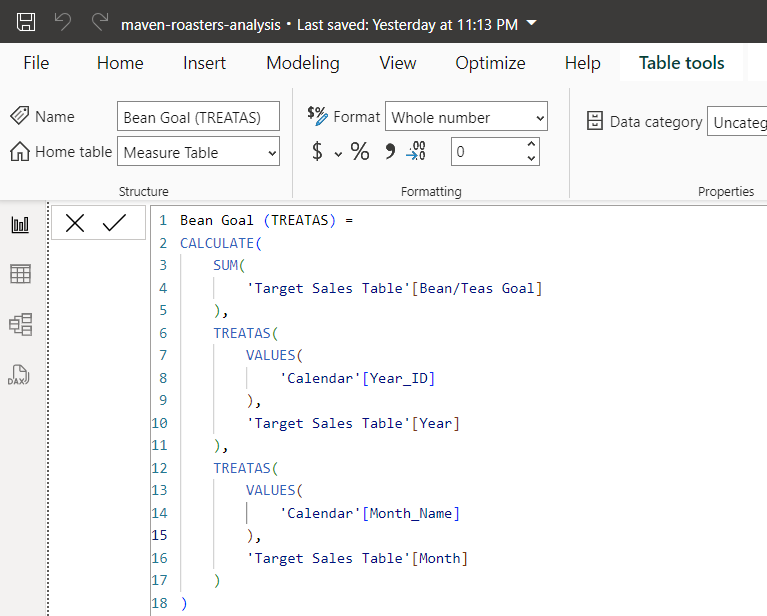 maven-roasters-analysis • Last saved: Yesterday at 11:13 PM
File Home Insert Modeling View Optimize Help Table tools
Name Bean Goal (TREATAS)
Home table Measure Table
Structure
$% Format Whole number
$ % , .00 0
Formatting
Data category Uncateg
Properties
DAX
1 Bean Goal (TREATAS) =
2 CALCULATE(
3 SUM(
4 'Target Sales Table'[Bean/Teas Goal]
5 ),
6 TREATAS(
7 VALUES(
8 'Calendar'[Year_ID]
9 ),
10 'Target Sales Table'[Year]
11 ),
12 TREATAS(
13 VALUES(
14 'Calendar'[Month_Name]
15 ),
16 'Target Sales Table'[Month]
17 )
18 )